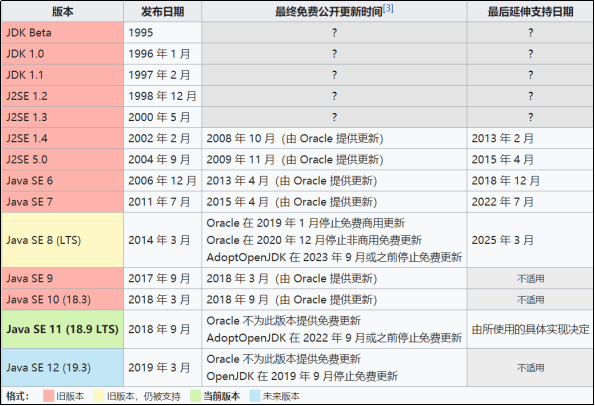 版本 发布日期 最终免费公开更新时间[3] 最后延伸支持日期
JDK Beta 1995 ? ?
JDK 1.0 1996 年 1 月 ? ?
JDK 1.1 1997 年 2 月 ? ?
J2SE 1.2 1998 年 12 月 ? ?
J2SE 1.3 2000 年 5 月 ? ?
J2SE 1.4 2002 年 2 月 2008 年 10 月（由 Oracle 提供更新） 2013 年 2 月
J2SE 5.0 2004 年 9 月 2009 年 11 月（由 Oracle 提供更新） 2015 年 4 月
Java SE 6 2006 年 12 月 2013 年 4 月（由 Oracle 提供更新） 2018 年 12 月
Java SE 7 2011 年 7 月 2015 年 4 月（由 Oracle 提供更新） 2022 年 7 月
Java SE 8 (LTS) 2014 年 3 月 Oracle 在 2019 年 1 月停止免费商用更新
Oracle 在 2020 年 12 月停止非商用免费更新
AdoptOpenJDK 在 2023 年 9 月或之前停止免费更新
2025 年 3 月
Java SE 9 2017 年 9 月 2018 年 3 月（由 Oracle 提供更新） 不适用
Java SE 10 (18.3) 2018 年 3 月 2018 年 9 月（由 Oracle 提供更新） 不适用
Java SE 11 (18.9 LTS) 2018 年 9 月 Oracle 不为此版本提供免费更新
AdoptOpenJDK 在 2022 年 9 月或之前停止免费更新
由所使用的具体实现决定
Java SE 12 (19.3) 2019 年 3 月 Oracle 不为此版本提供免费更新
OpenJDK 在 2019 年 9 月停止免费更新
不适用
格式： 旧版本 旧版本，仍被支持 当前版本 未来版本